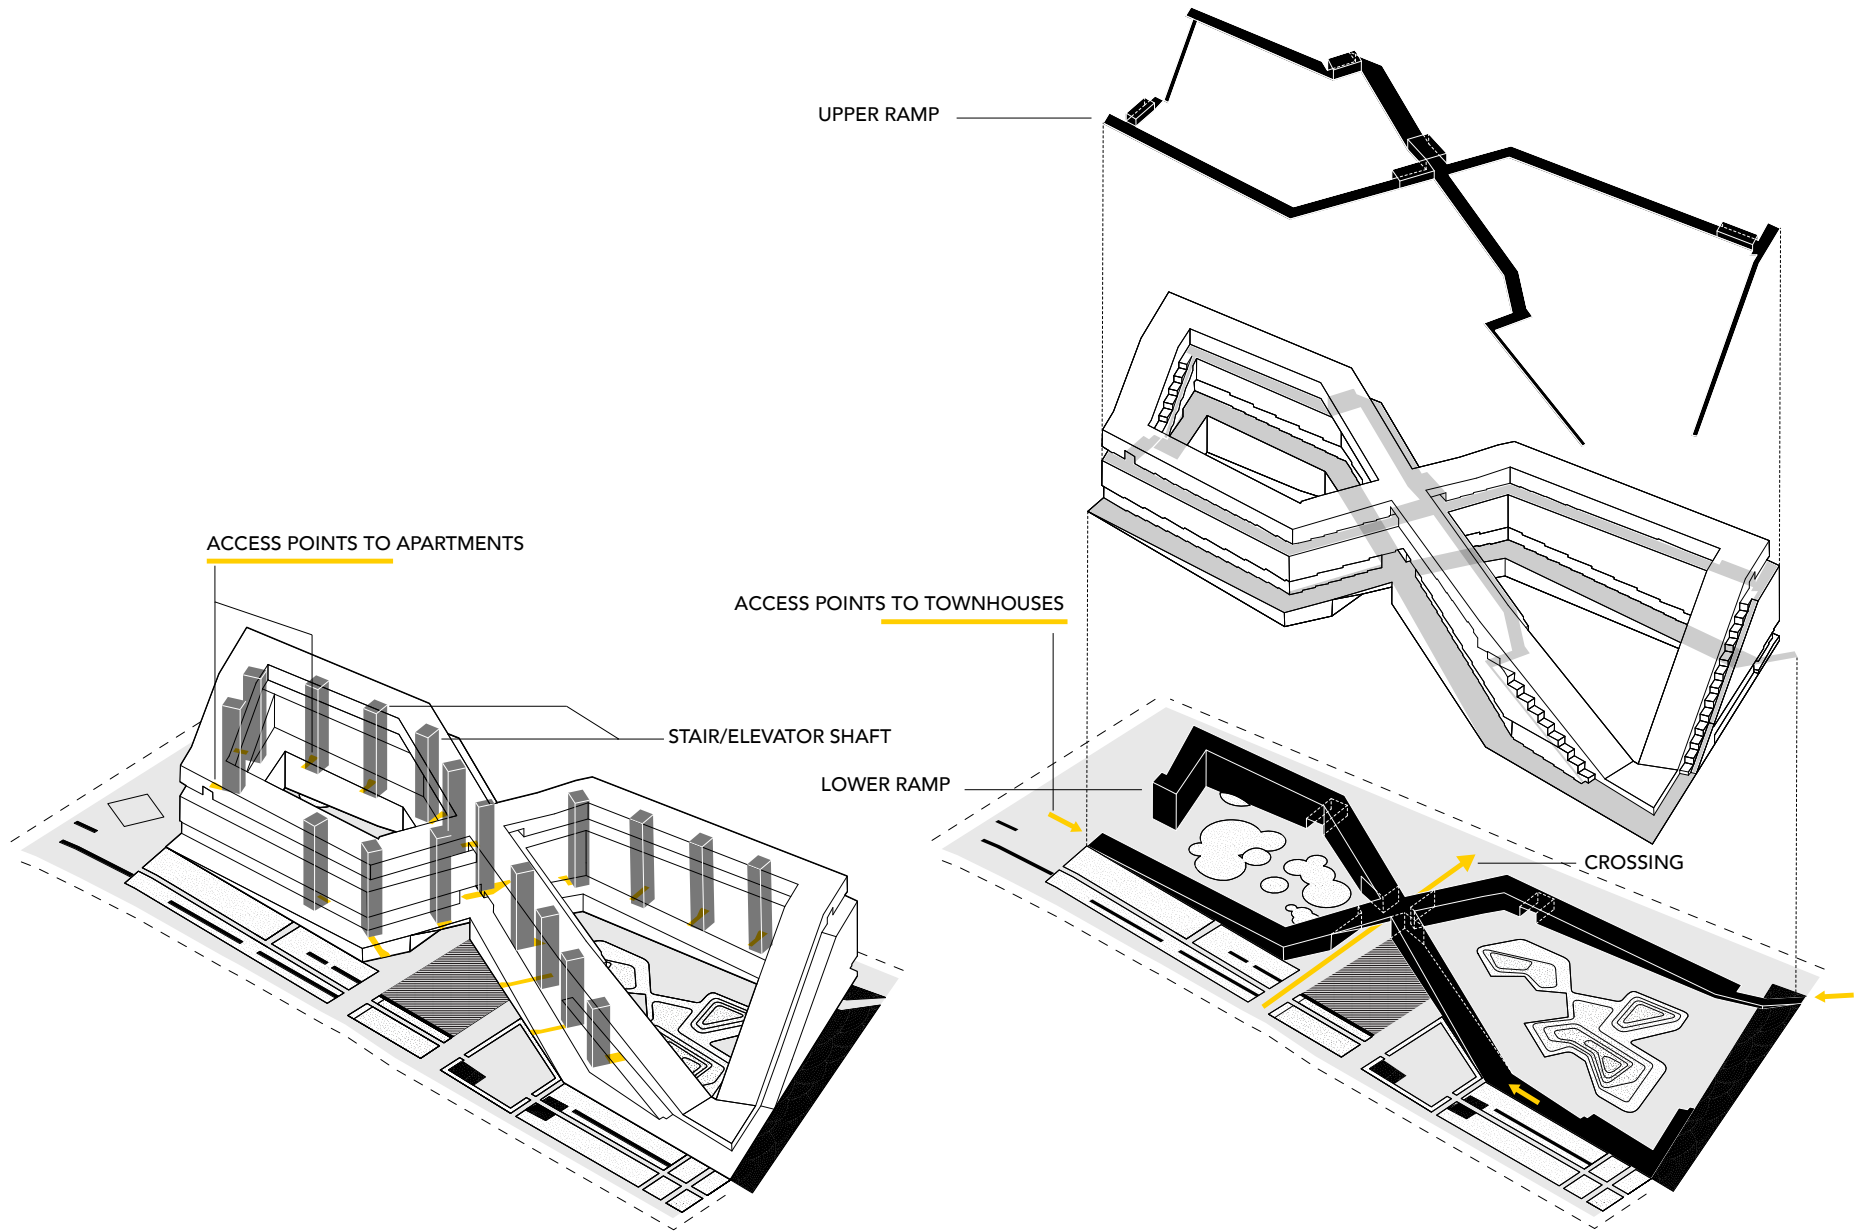 UPPER RAMP
ACCESS POINTS TO APARTMENTS
ACCESS POINTS TO TOWNHOUSES
STAIR/ELEVATOR SHAFT
LOWER RAMP
CROSSING